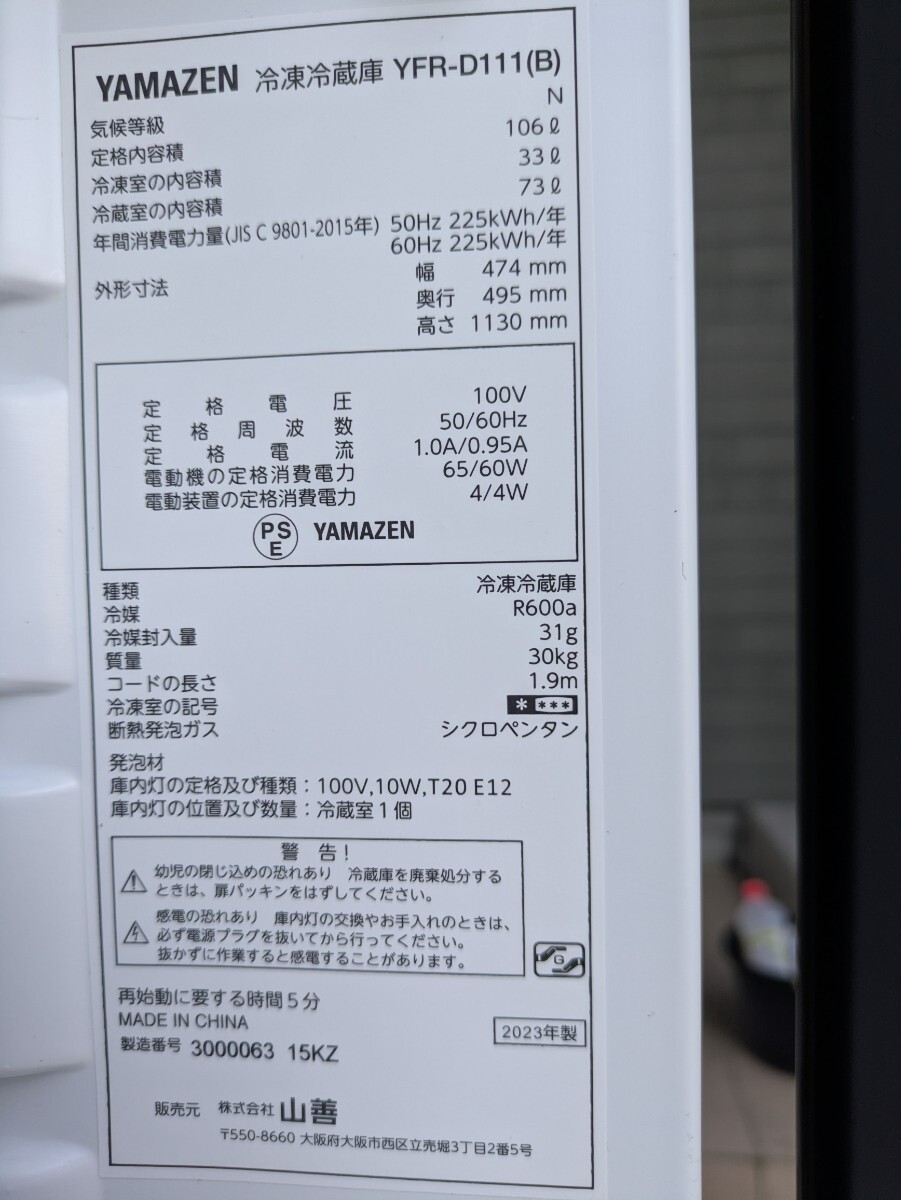 YAMAZEN 冷凍冷蔵庫 YFR-D111(B)
気候等級 N
定格内容積 106ℓ
冷凍室の内容積 33ℓ
冷蔵室の内容積 73ℓ
年間消費電力量(JIS C 9801-2015年) 50Hz 225kWh/年
60Hz 225kWh/年
外形寸法 幅 474 mm
奥行 495 mm
高さ 1130 mm
定格電圧 100V
定格周波数 50/60Hz
定格電流 1.0A/0.95A
電動機の定格消費電力 65/60W
電動装置の定格消費電力 4/4W
PSE YAMAZEN
種類 冷凍冷蔵庫
冷媒 R600a
冷媒封入量 31g
質量 30kg
コードの長さ 1.9m
冷凍室の記号 * ***
断熱発泡ガス シクロペンタン
発泡材
庫内灯の定格及び種類：100V,10W,T20 E12
庫内灯の位置及び数量：冷蔵室1個
警 告！
幼児の閉じ込めの恐れあり 冷蔵庫を廃棄処分する
ときは、扉パッキンをはずしてください。
感電の恐れあり 庫内灯の交換やお手入れのときは、
必ず電源プラグを抜いてから行ってください。
抜かずに作業すると感電することがあります。
G
再始動に要する時間5分
MADE IN CHINA
2023年製
製造番号 3000063 15KZ
販売元 株式会社 山善
〒550-8660 大阪府大阪市西区立売堀3丁目2番5号